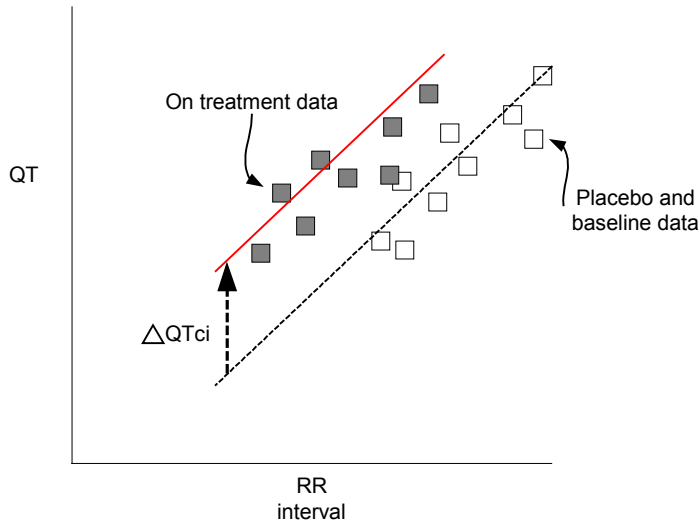 On treatment data
QT
Placebo and
baseline data
△QTci
RR
interval